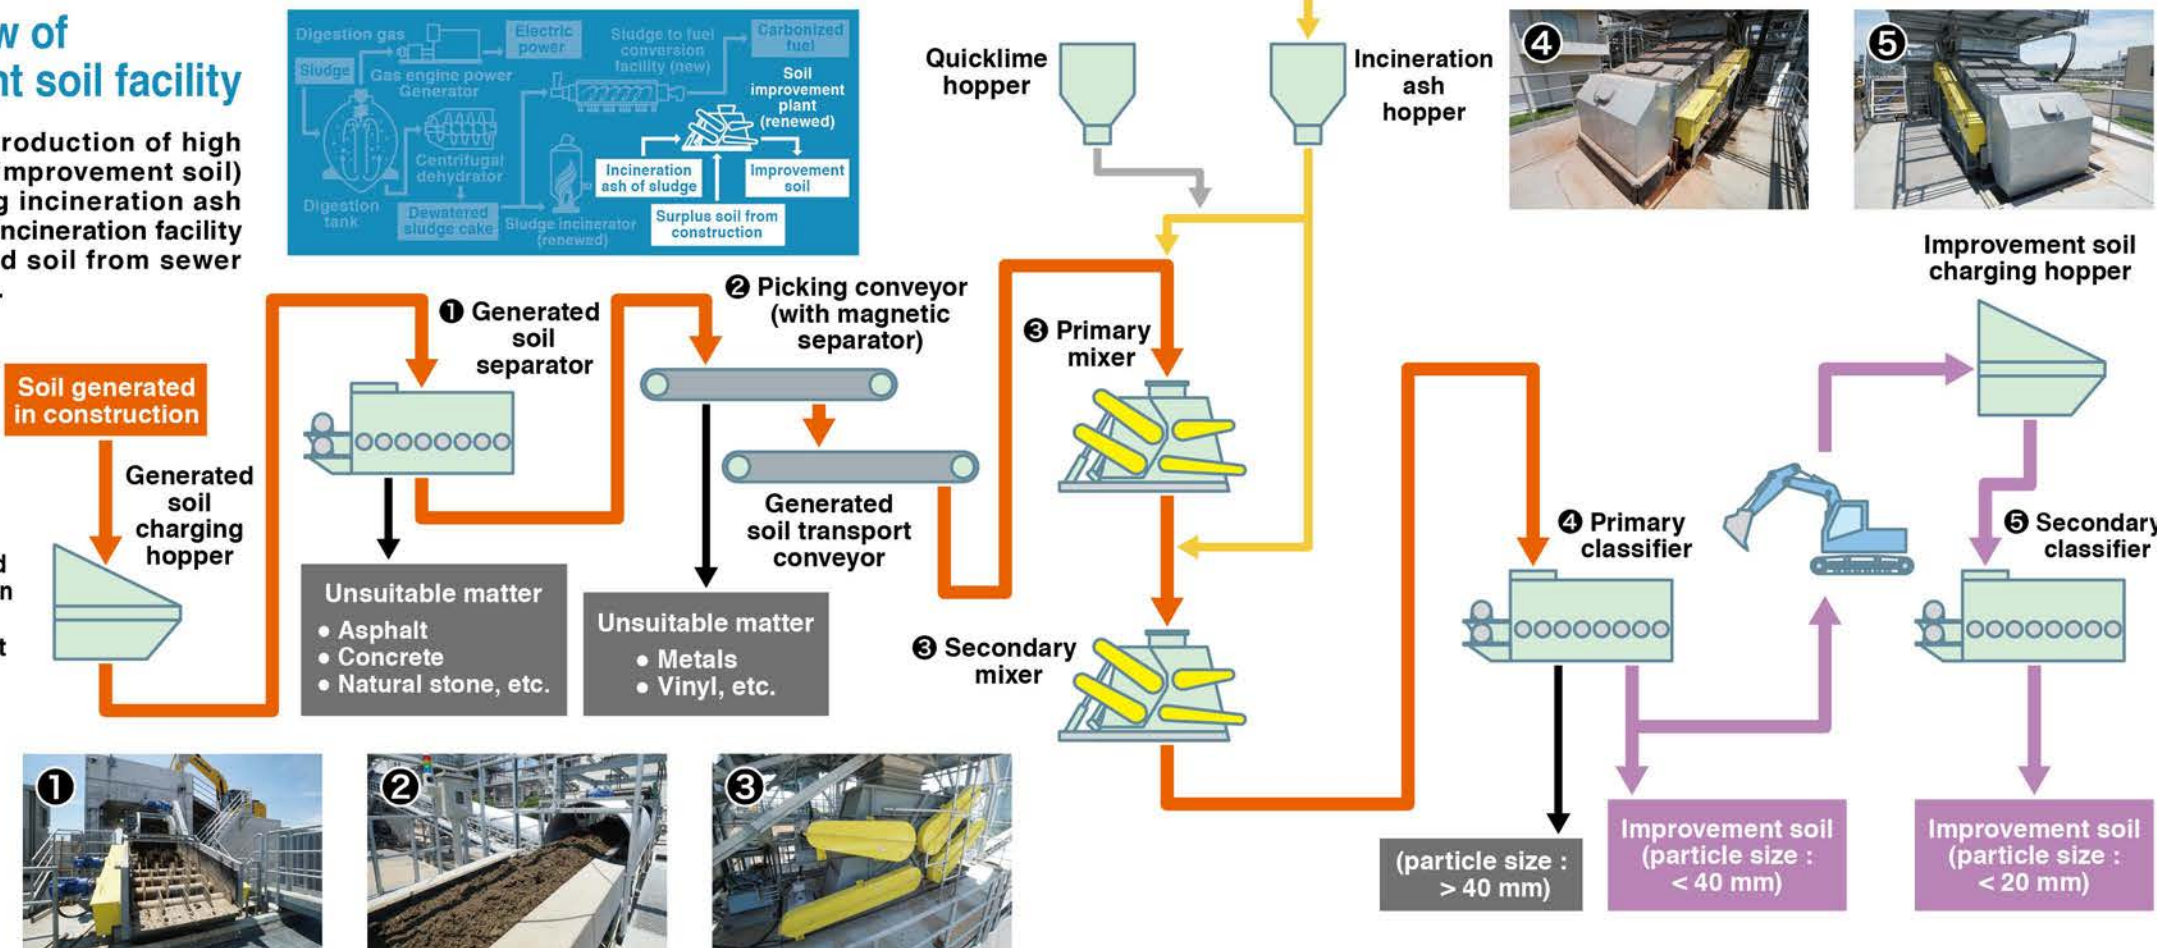 w of
nt soil facility
roduction of high
mprovement soil)
g incineration ash
ncineration facility
d soil from sewer
Digestion gas
Electric
power
Sludge to fuel
conversion
facility (new)
Carbonized
fuel
Sludge
Gas engine power
Generator
Soil
improvement
plant
(renewed)
Centrifugal
dehydrator
Incineration
ash of sludge
Improvement
soil
Digestion
tank
Dewatered
sludge cake
Sludge incinerator
(renewed)
Surplus soil from
construction
Quicklime
hopper
Incineration
ash
hopper
❹
❺
Soil generated
in construction
Generated
soil
charging
hopper
d
n
t
❶ Generated
soil
separator
❷ Picking conveyor
(with magnetic
separator)
Generated
soil transport
conveyor
Unsuitable matter
● Asphalt
● Concrete
● Natural stone, etc.
Unsuitable matter
● Metals
● Vinyl, etc.
❸ Primary
mixer
❸ Secondary
mixer
❹ Primary
classifier
Improvement soil
charging hopper
❺ Secondary
classifier
(particle size :
> 40 mm)
Improvement soil
(particle size :
< 40 mm)
Improvement soil
(particle size :
< 20 mm)
❶
❷
❸